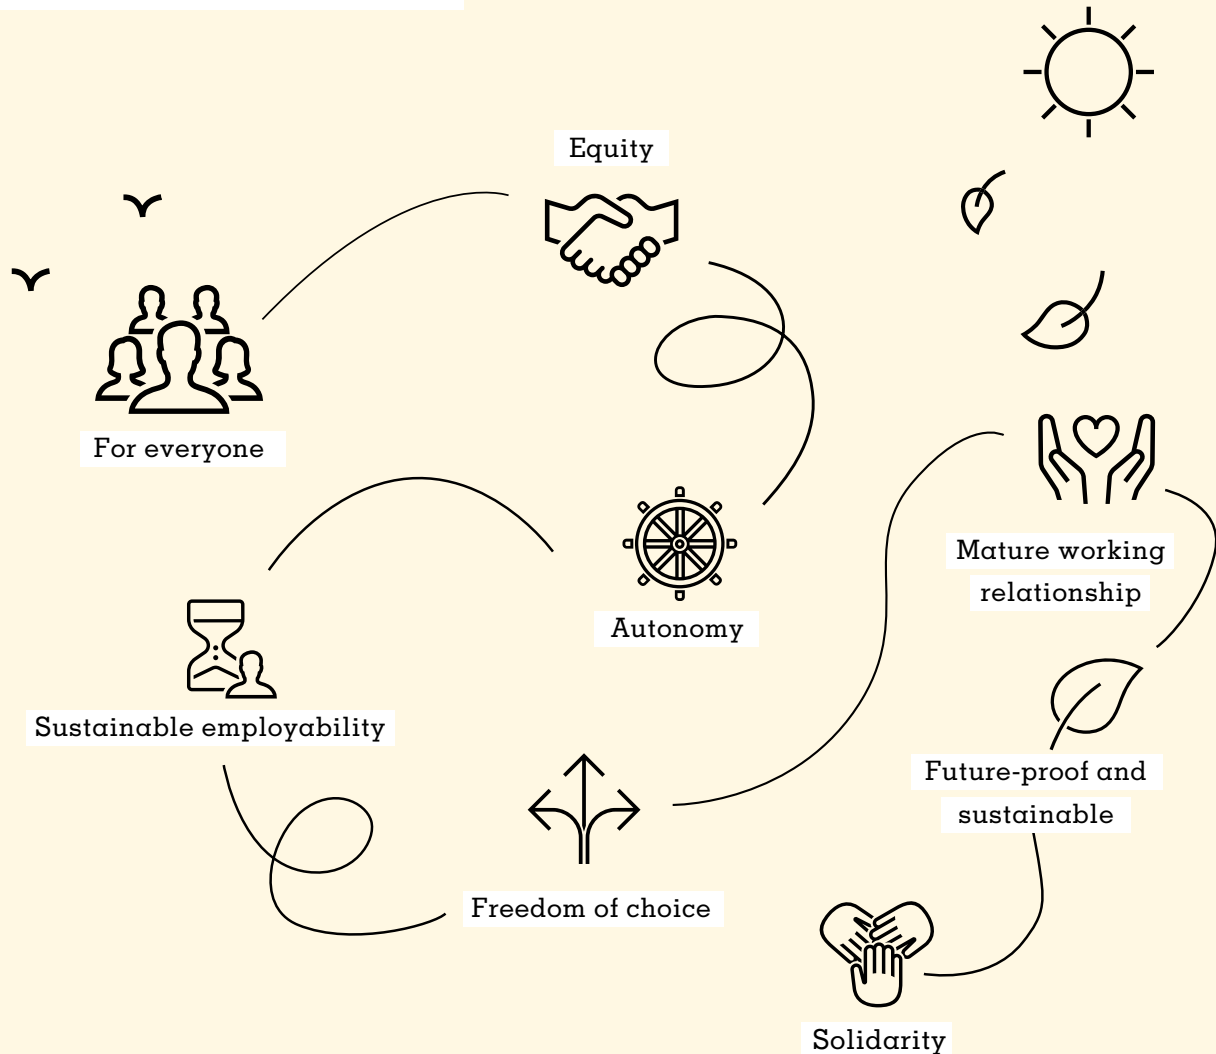 Equity
For everyone
Autonomy
Mature working
relationship
Sustainable employability
Future-proof and
sustainable
Freedom of choice
Solidarity